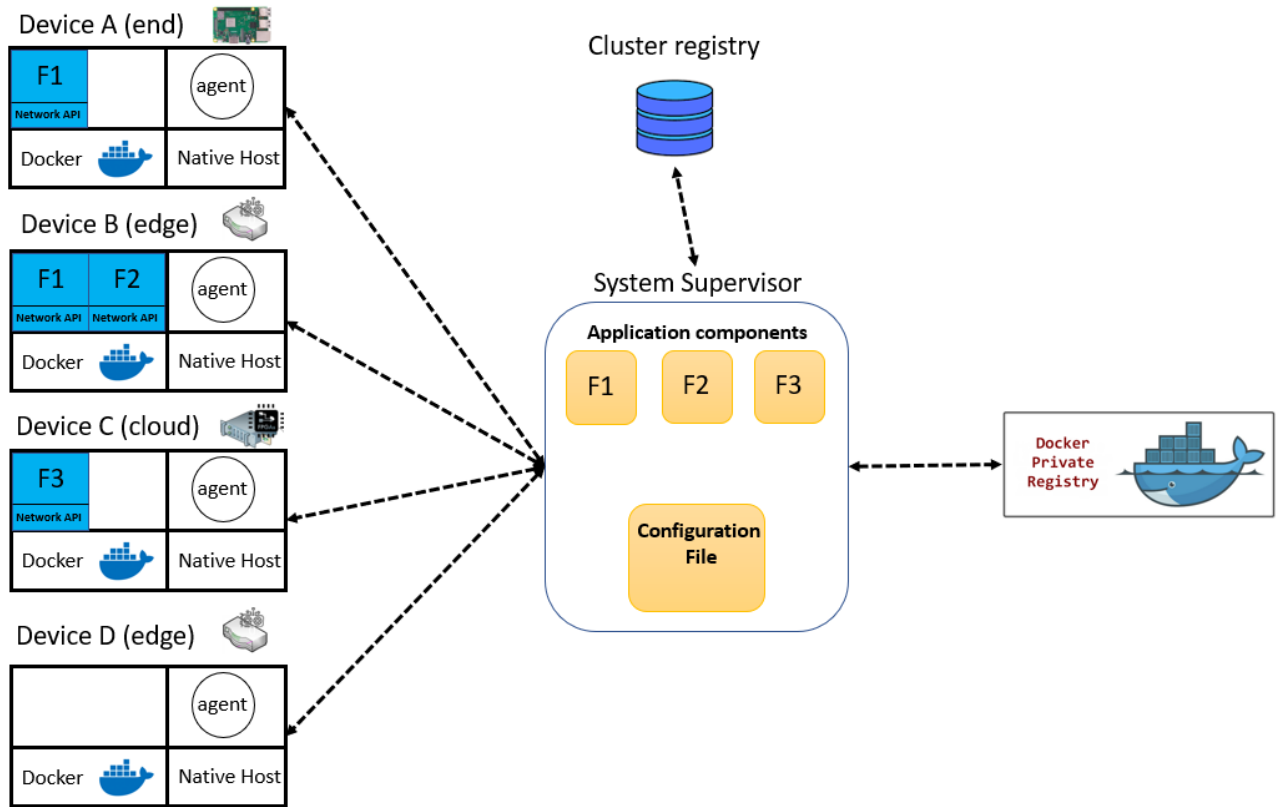 Device A (end)
F1
Network API
agent
Docker
Native Host
Device B (edge)
F1
F2
Network API
Network API
agent
Docker
Native Host
Device C (cloud)
F3
Network API
agent
Docker
Native Host
Device D (edge)
agent
Docker
Native Host
Cluster registry
System Supervisor
Application components
F1
F2
F3
Configuration
File
Docker
Private
Registry